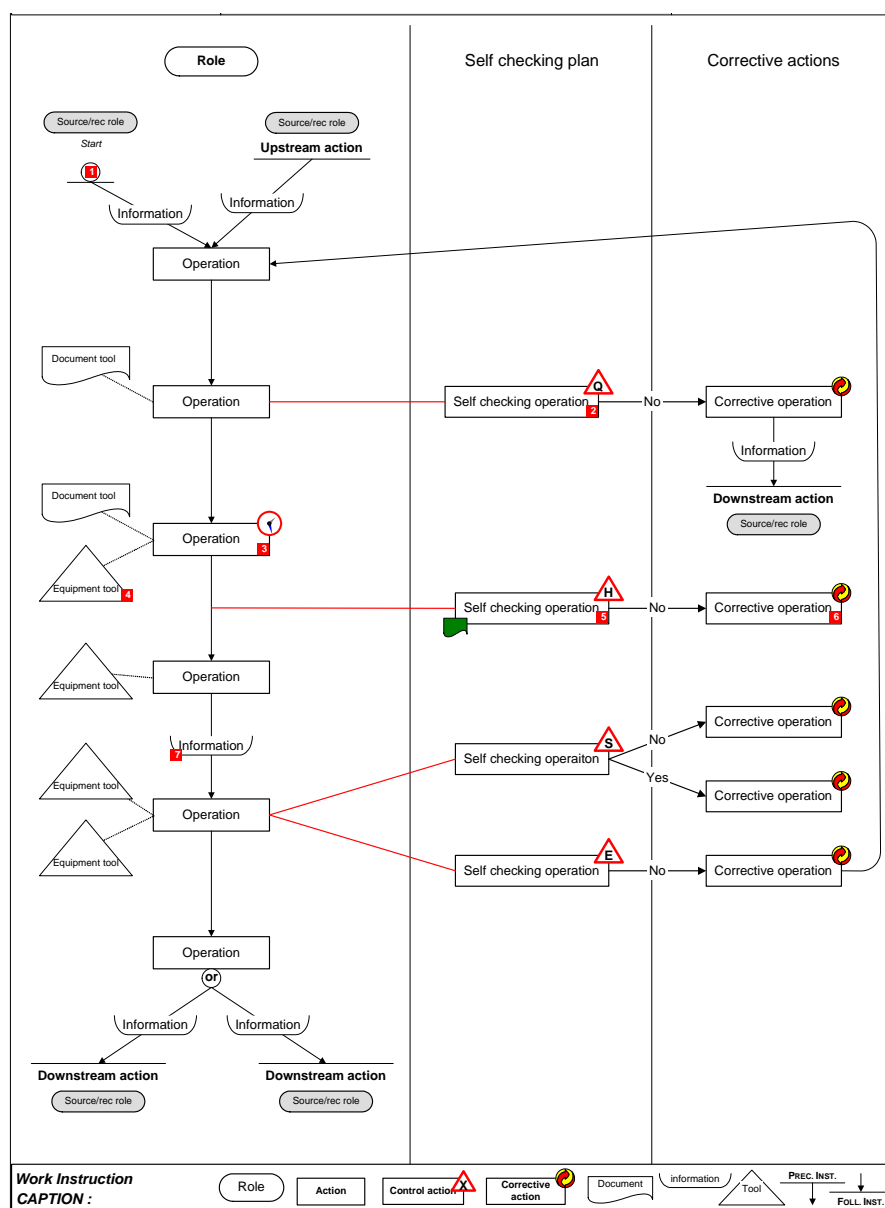 Role
Self checking plan
Corrective actions
Source/rec role
Source/rec role
Start
Upstream action
1
Information
Information
Operation
Document tool
Operation
Q
Self checking operation
2
No
Corrective operation
Information
Downstream action
Source/rec role
Document tool
Operation
3
Equipment tool
4
H
Self checking operation
5
No
Corrective operation
6
Equipment tool
Operation
Information
7
S
Self checking operaiton
No
Corrective operation
Yes
Corrective operation
Equipment tool
Operation
Equipment tool
E
Self checking operation
No
Corrective operation
Operation
or
Information
Information
Downstream action
Downstream action
Source/rec role
Source/rec role
Work Instruction
CAPTION :
Role
Action
Control action
X
Corrective
action
Document
information
Tool
PREC. INST.
FOLL. INST.